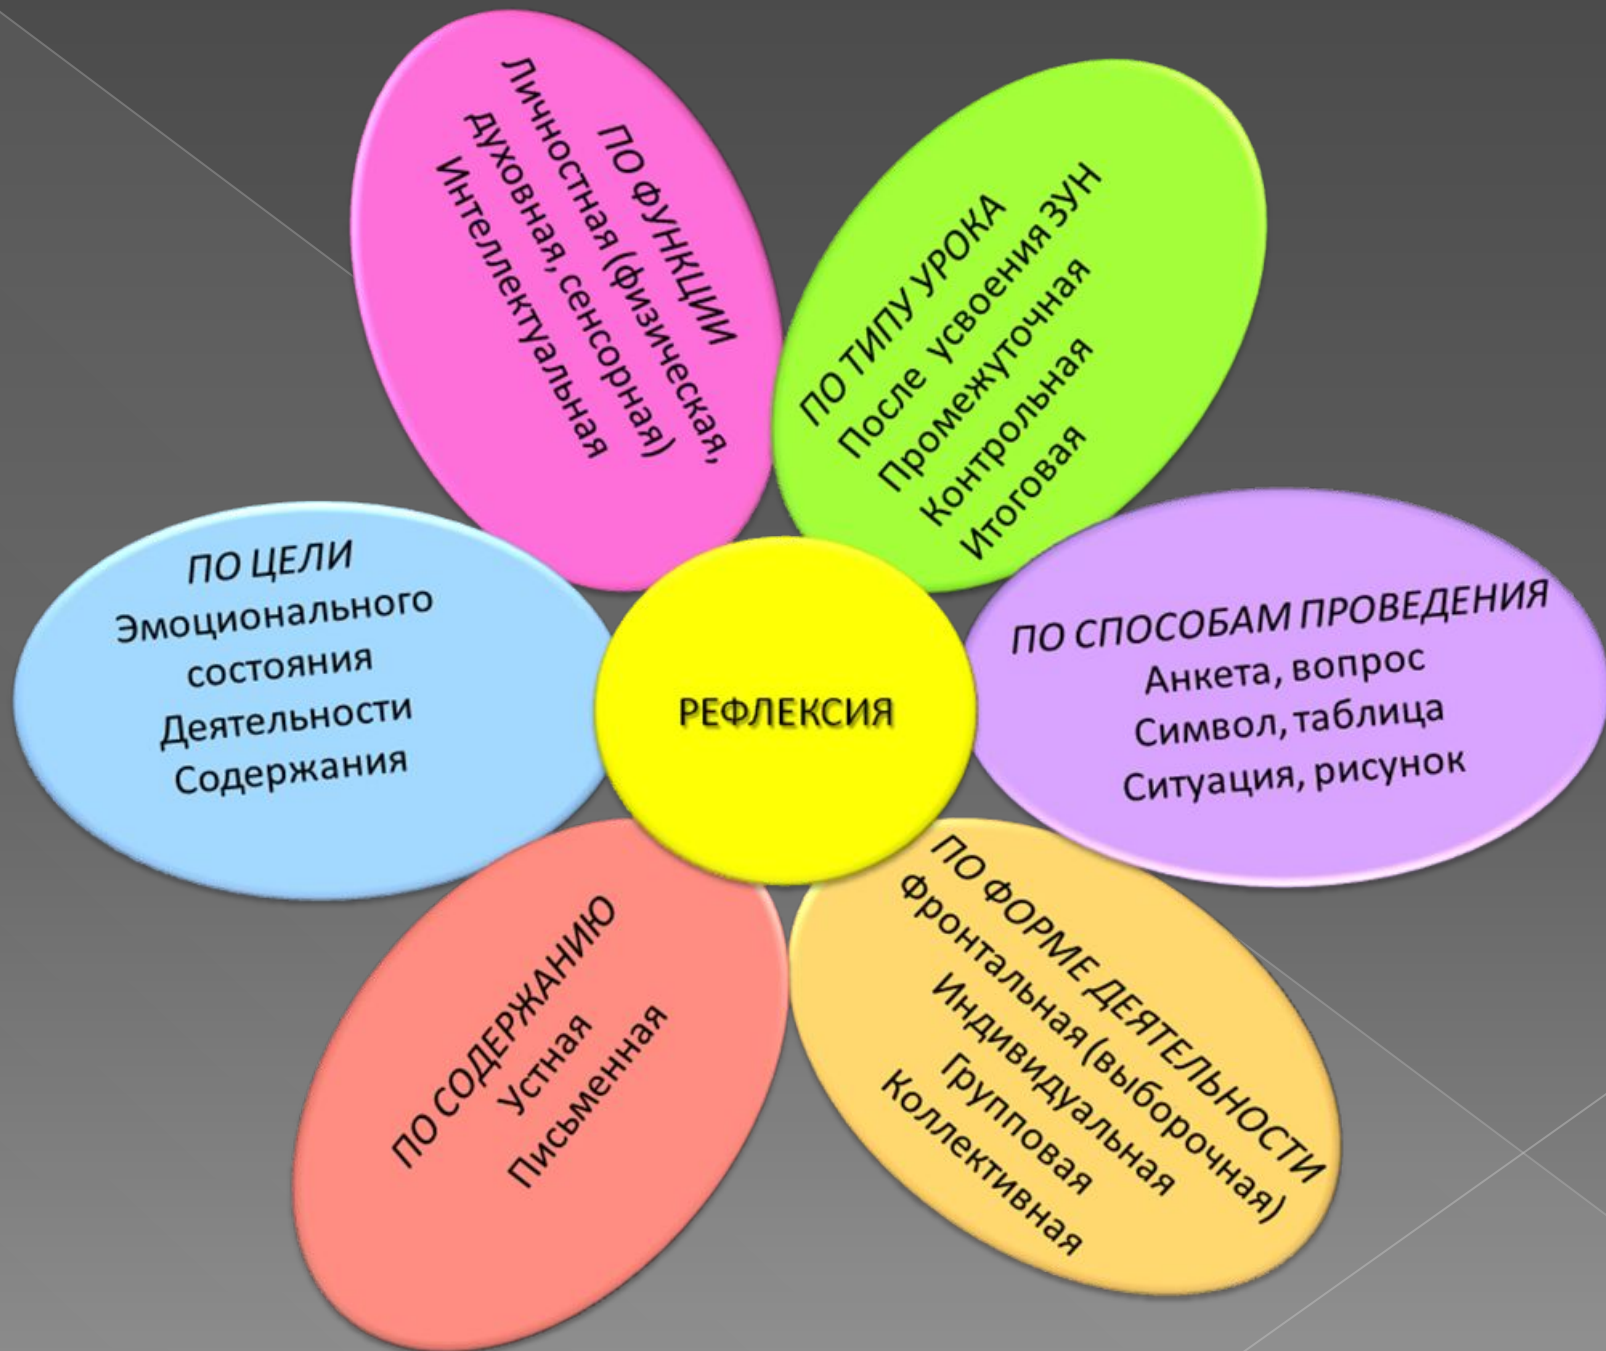 ПО ФУНКЦИИ
Личностная (физическая,
духовная, сенсорная)
Интеллектуальная
ПО ТИПУ УРОКА
После усвоения ЗУН
Промежуточная
Контрольная
Итоговая
ПО ЦЕЛИ
Эмоционального
состояния
Деятельности
Содержания
РЕФЛЕКСИЯ
ПО СПОСОБАМ ПРОВЕДЕНИЯ
Анкета, вопрос
Символ, таблица
Ситуация, рисунок
ПО СОДЕРЖАНИЮ
Устная
Письменная
ПО ФОРМЕ ДЕЯТЕЛЬНОСТИ
Фронтальная (выборочная)
Индивидуальная
Групповая
Коллективная